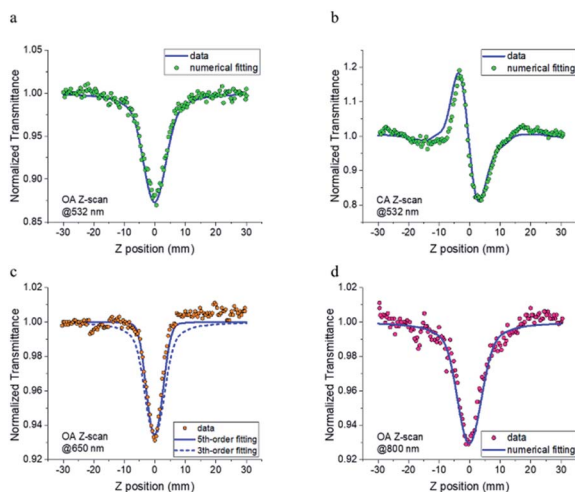 a
1.05
1.00
0.95
0.90
0.85
-30 -20 -10 0 10 20 30
Normalized Transmittance
Z position (mm)
data
numerical fitting
OA Z-scan
@532 nm
b
1.2
1.1
1.0
0.9
0.8
-30 -20 -10 0 10 20 30
Normalized Transmittance
Z position (mm)
data
numerical fitting
CA Z-scan
@532 nm
c
1.02
1.00
0.98
0.96
0.94
0.92
-30 -20 -10 0 10 20 30
Normalized Transmittance
Z position (mm)
OA Z-scan
@650 nm
data
5th-order fitting
3th-order fitting
d
1.00
0.98
0.96
0.94
0.92
-30 -20 -10 0 10 20 30
Normalized Transmittance
Z position (mm)
OA Z-scan
@800 nm
data
numerical fitting